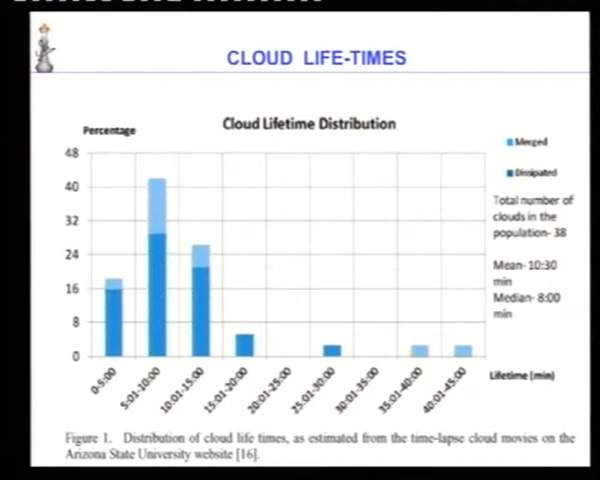 CLOUD LIFE-TIMES
Cloud Lifetime Distribution
Percentage
48
40
32
24
16
8
0
0-5:00
5:01-10:00
10:01-15:00
15:01-20:00
20:01-25:00
25:01-30:00
30:01-35:00
35:01-40:00
40:01-45:00
Lifetime (min)
Merged
Dissipated
Total number of
clouds in the
population- 38
Mean- 10:30
min
Median- 8:00
min
Figure 1. Distribution of cloud life times, as estimated from the time-lapse cloud movies on the
Arizona State University website [16].